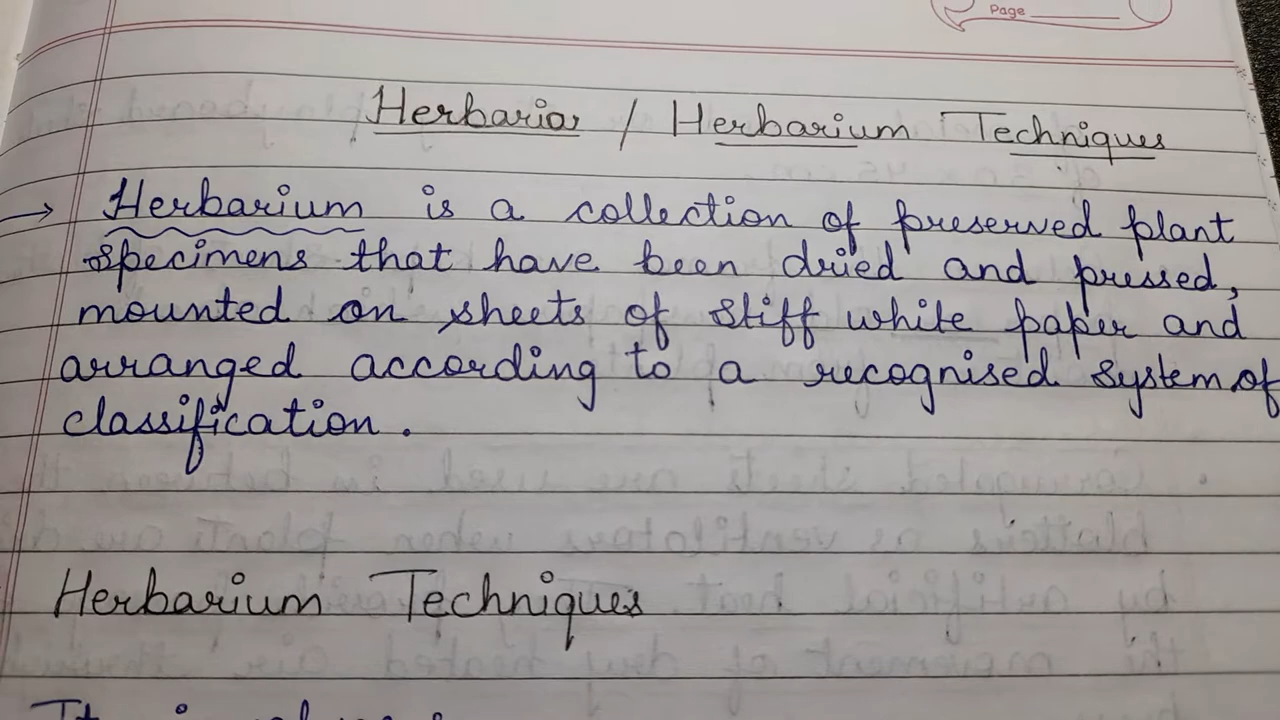 Page
Herbaria / Herbarium Techniques
→ Herbarium is a collection of preserved plant
specimens that have been dried and pressed,
mounted on sheets of stiff white paper and
arranged according to a recognised system of
classification.
Herbarium Techniques